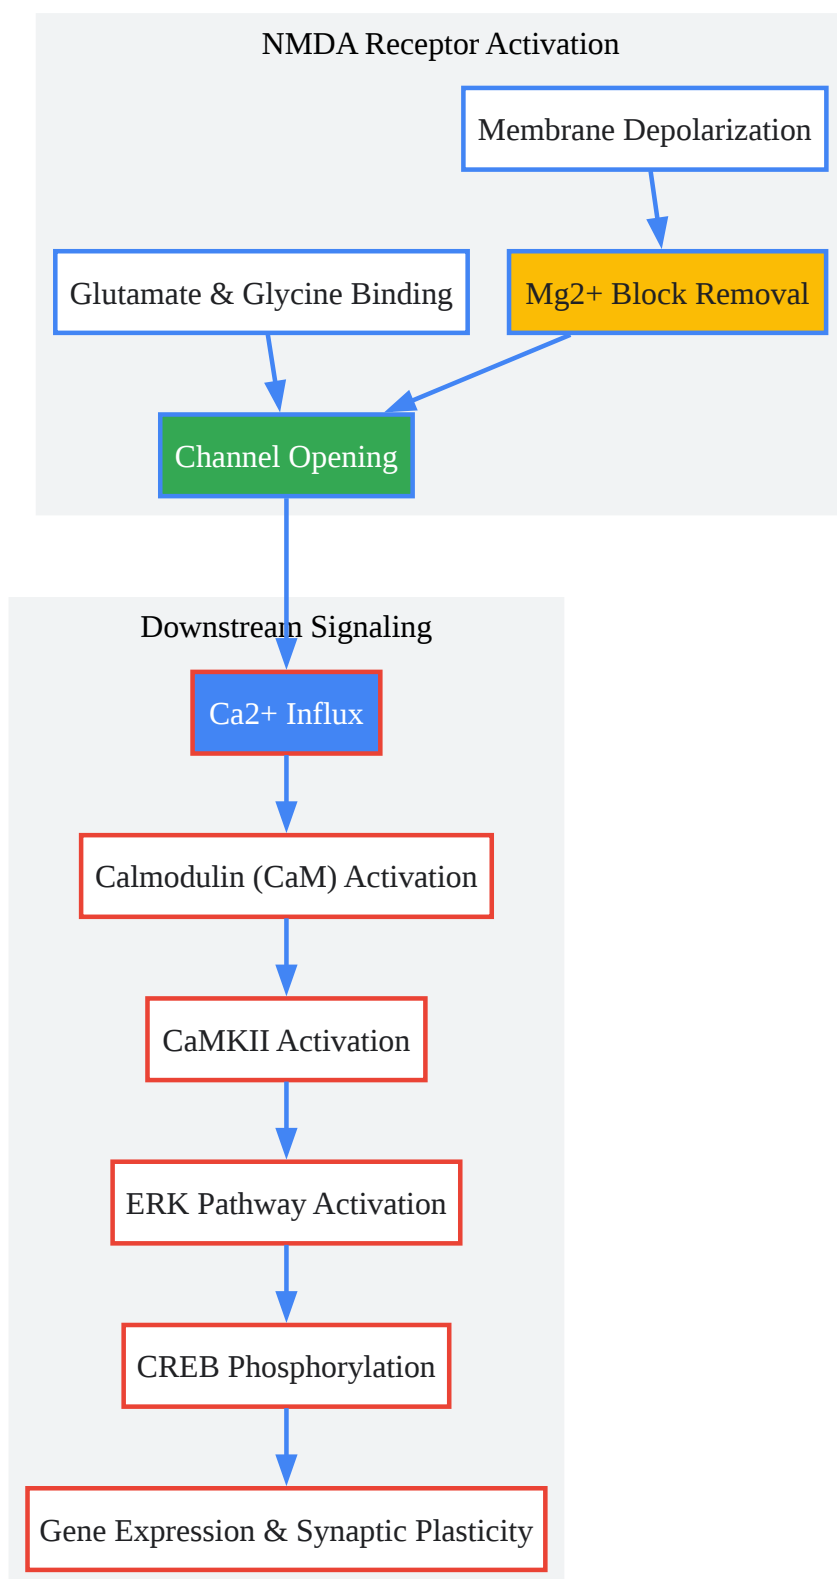 NMDA Receptor Activation
Membrane Depolarization
Glutamate & Glycine Binding
Mg2+ Block Removal
Channel Opening
Downstream Signaling
Ca2+ Influx
Calmodulin (CaM) Activation
CaMKII Activation
ERK Pathway Activation
CREB Phosphorylation
Gene Expression & Synaptic Plasticity